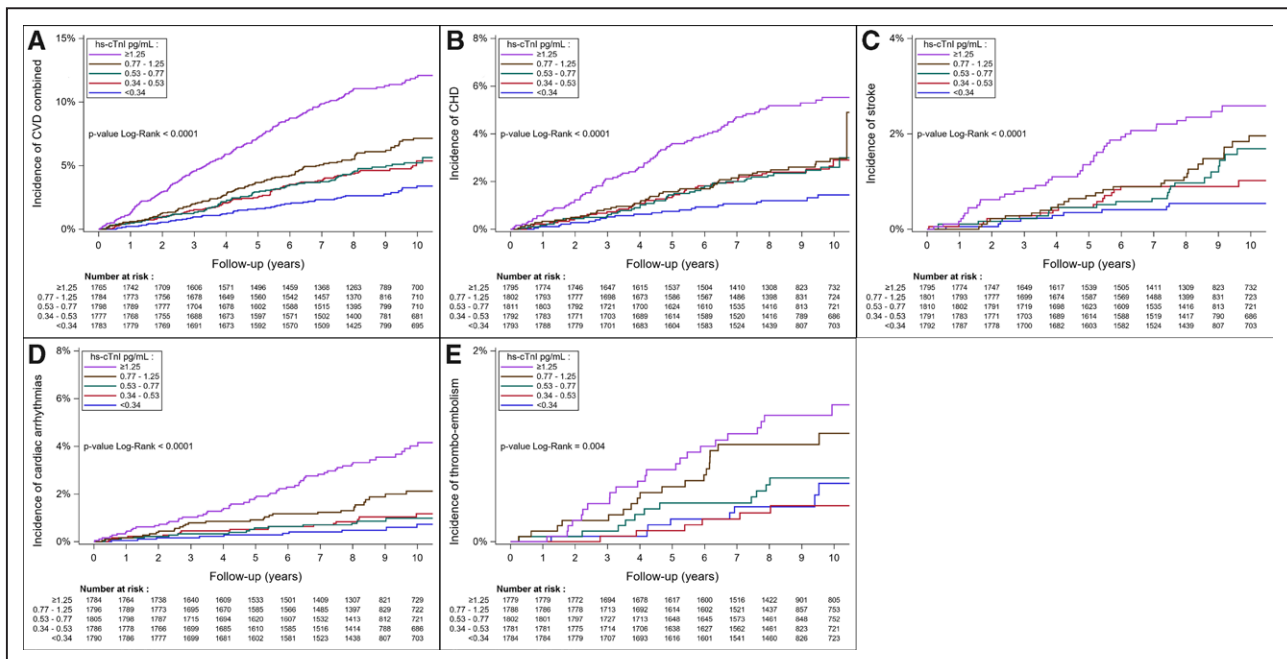 A
Incidence of CVD combined
15%
10%
5%
0%
hs-cTnI pg/mL :
≥1.25
0.77 - 1.25
0.53 - 0.77
0.34 - 0.53
<0.34
p-value Log-Rank < 0.0001
0 1 2 3 4 5 6 7 8 9 10
Follow-up (years)
Number at risk :
≥1.25 1765 1742 1709 1606 1571 1496 1459 1368 1263 789 700
0.77 - 1.25 1784 1773 1756 1678 1649 1560 1542 1457 1370 816 710
0.53 - 0.77 1798 1789 1777 1704 1678 1602 1588 1515 1395 799 710
0.34 - 0.53 1777 1768 1755 1688 1673 1597 1571 1502 1400 781 681
<0.34 1783 1779 1769 1691 1673 1592 1570 1509 1425 799 695
B
Incidence of CHD
8%
6%
4%
2%
0%
hs-cTnI pg/mL :
≥1.25
0.77 - 1.25
0.53 - 0.77
0.34 - 0.53
<0.34
p-value Log-Rank < 0.0001
0 1 2 3 4 5 6 7 8 9 10
Follow-up (years)
Number at risk :
≥1.25 1795 1774 1746 1647 1615 1537 1504 1410 1308 823 732
0.77 - 1.25 1802 1793 1777 1698 1673 1586 1567 1486 1398 831 724
0.53 - 0.77 1811 1803 1792 1721 1700 1624 1610 1535 1416 813 721
0.34 - 0.53 1792 1783 1771 1703 1689 1614 1589 1520 1416 789 686
<0.34 1793 1788 1779 1701 1683 1604 1583 1524 1439 807 703
C
Incidence of stroke
4%
2%
0%
hs-cTnI pg/mL :
≥1.25
0.77 - 1.25
0.53 - 0.77
0.34 - 0.53
<0.34
p-value Log-Rank < 0.0001
0 1 2 3 4 5 6 7 8 9 10
Follow-up (years)
Number at risk :
≥1.25 1795 1774 1747 1649 1617 1539 1505 1411 1309 823 732
0.77 - 1.25 1801 1793 1777 1699 1674 1587 1569 1488 1399 831 723
0.53 - 0.77 1810 1802 1791 1719 1698 1623 1609 1535 1416 813 721
0.34 - 0.53 1791 1783 1771 1703 1689 1614 1588 1519 1417 790 686
<0.34 1792 1787 1778 1700 1682 1603 1582 1524 1439 807 703
D
Incidence of cardiac arrhythmias
8%
6%
4%
2%
0%
hs-cTnI pg/mL :
≥1.25
0.77 - 1.25
0.53 - 0.77
0.34 - 0.53
<0.34
p-value Log-Rank < 0.0001
0 1 2 3 4 5 6 7 8 9 10
Follow-up (years)
Number at risk :
≥1.25 1784 1764 1738 1640 1609 1533 1501 1409 1307 821 729
0.77 - 1.25 1796 1789 1773 1695 1670 1585 1566 1485 1397 829 722
0.53 - 0.77 1805 1798 1787 1715 1694 1620 1607 1532 1413 812 721
0.34 - 0.53 1786 1778 1766 1699 1685 1610 1585 1516 1414 788 686
<0.34 1790 1786 1777 1699 1681 1602 1581 1523 1438 807 703
E
Incidence of thrombo-embolism
2%
1%
0%
hs-cTnI pg/mL :
≥1.25
0.77 - 1.25
0.53 - 0.77
0.34 - 0.53
<0.34
p-value Log-Rank = 0.004
0 1 2 3 4 5 6 7 8 9 10
Follow-up (years)
Number at risk :
≥1.25 1779 1779 1772 1694 1678 1617 1600 1516 1422 901 805
0.77 - 1.25 1788 1786 1778 1713 1692 1614 1602 1521 1437 857 753
0.53 - 0.77 1802 1801 1797 1727 1713 1648 1645 1573 1461 848 752
0.34 - 0.53 1781 1781 1775 1714 1706 1638 1627 1562 1461 823 721
<0.34 1784 1784 1779 1707 1693 1616 1601 1541 1460 826 723